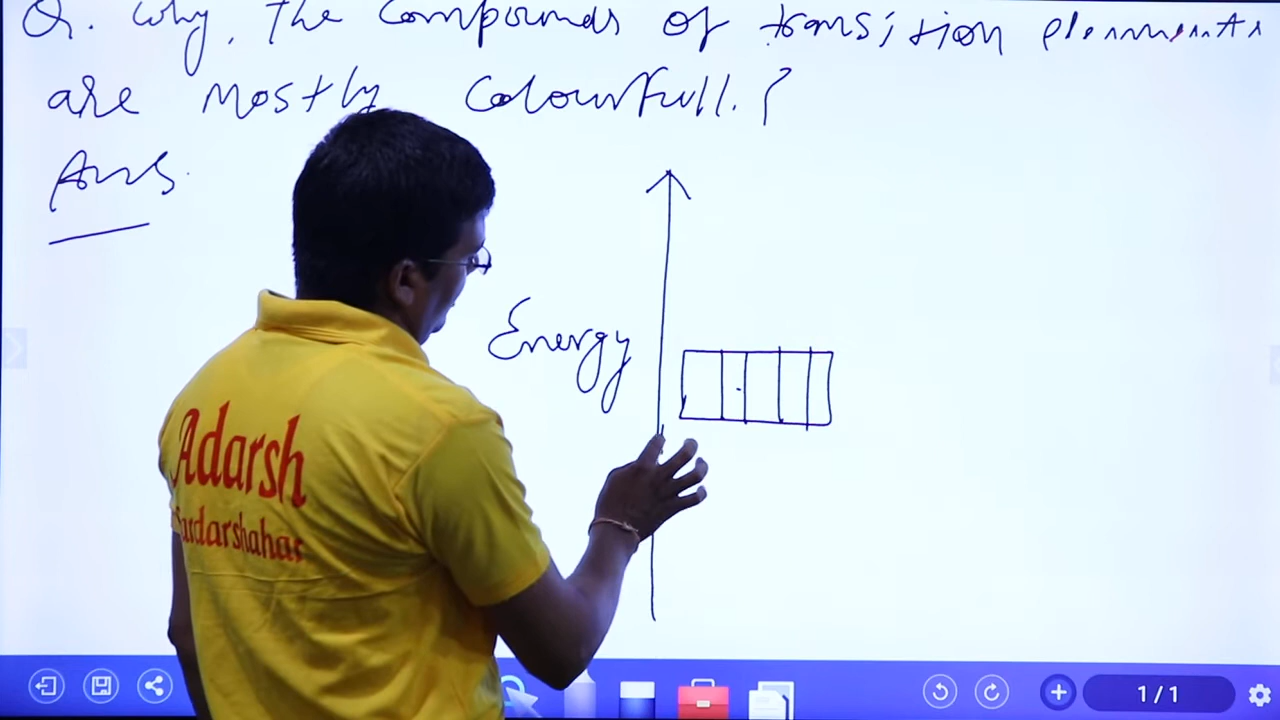 Q. Why, The Compounds of transition elements
are mostly Colourfull.?
Ans.
Energy
Adarsh
Sardarshahar
1/1